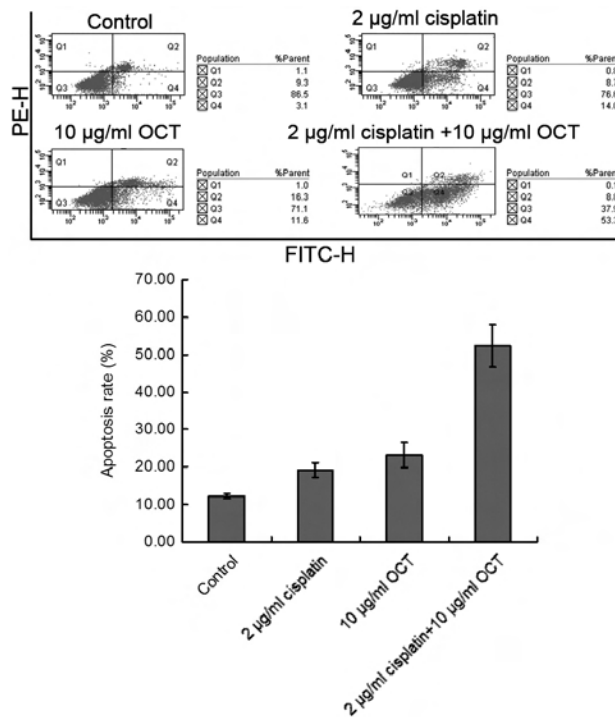 Control
2 µg/ml cisplatin
PE-H
Q1 Q2
Q3 Q4
Population %Parent
Q1 1.1
Q2 9.3
Q3 86.5
Q4 3.1
Q1 Q2
Q3 Q4
Population %Parent
Q1
Q2
Q3
Q4
10 µg/ml OCT
2 µg/ml cisplatin +10 µg/ml OCT
Q1 Q2
Q3 Q4
Population %Parent
Q1 1.0
Q2 16.3
Q3 71.1
Q4 11.6
Q1 Q2
Q3 Q4
Population %Parent
Q1
Q2
Q3
Q4
FITC-H
Apoptosis rate (%)
70.00
60.00
50.00
40.00
30.00
20.00
10.00
0.00
Control
2 µg/ml cisplatin
10 µg/ml OCT
2 µg/ml cisplatin+10 µg/ml OCT